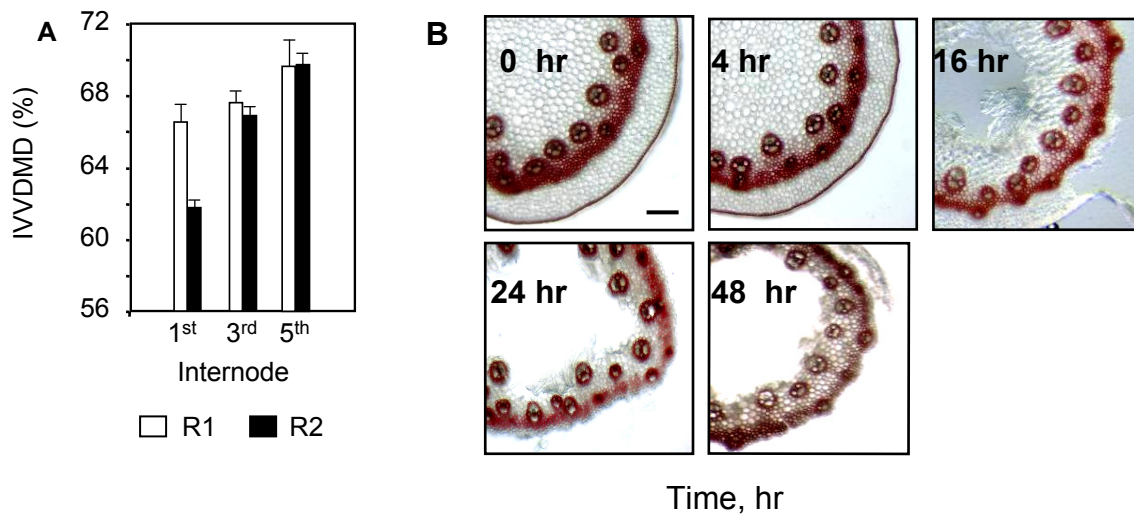 A
IVVDMD (%)
72
68
64
60
56
1st 3rd 5th
Internode
R1 R2
B
0 hr
4 hr
16 hr
24 hr
48 hr
Time, hr